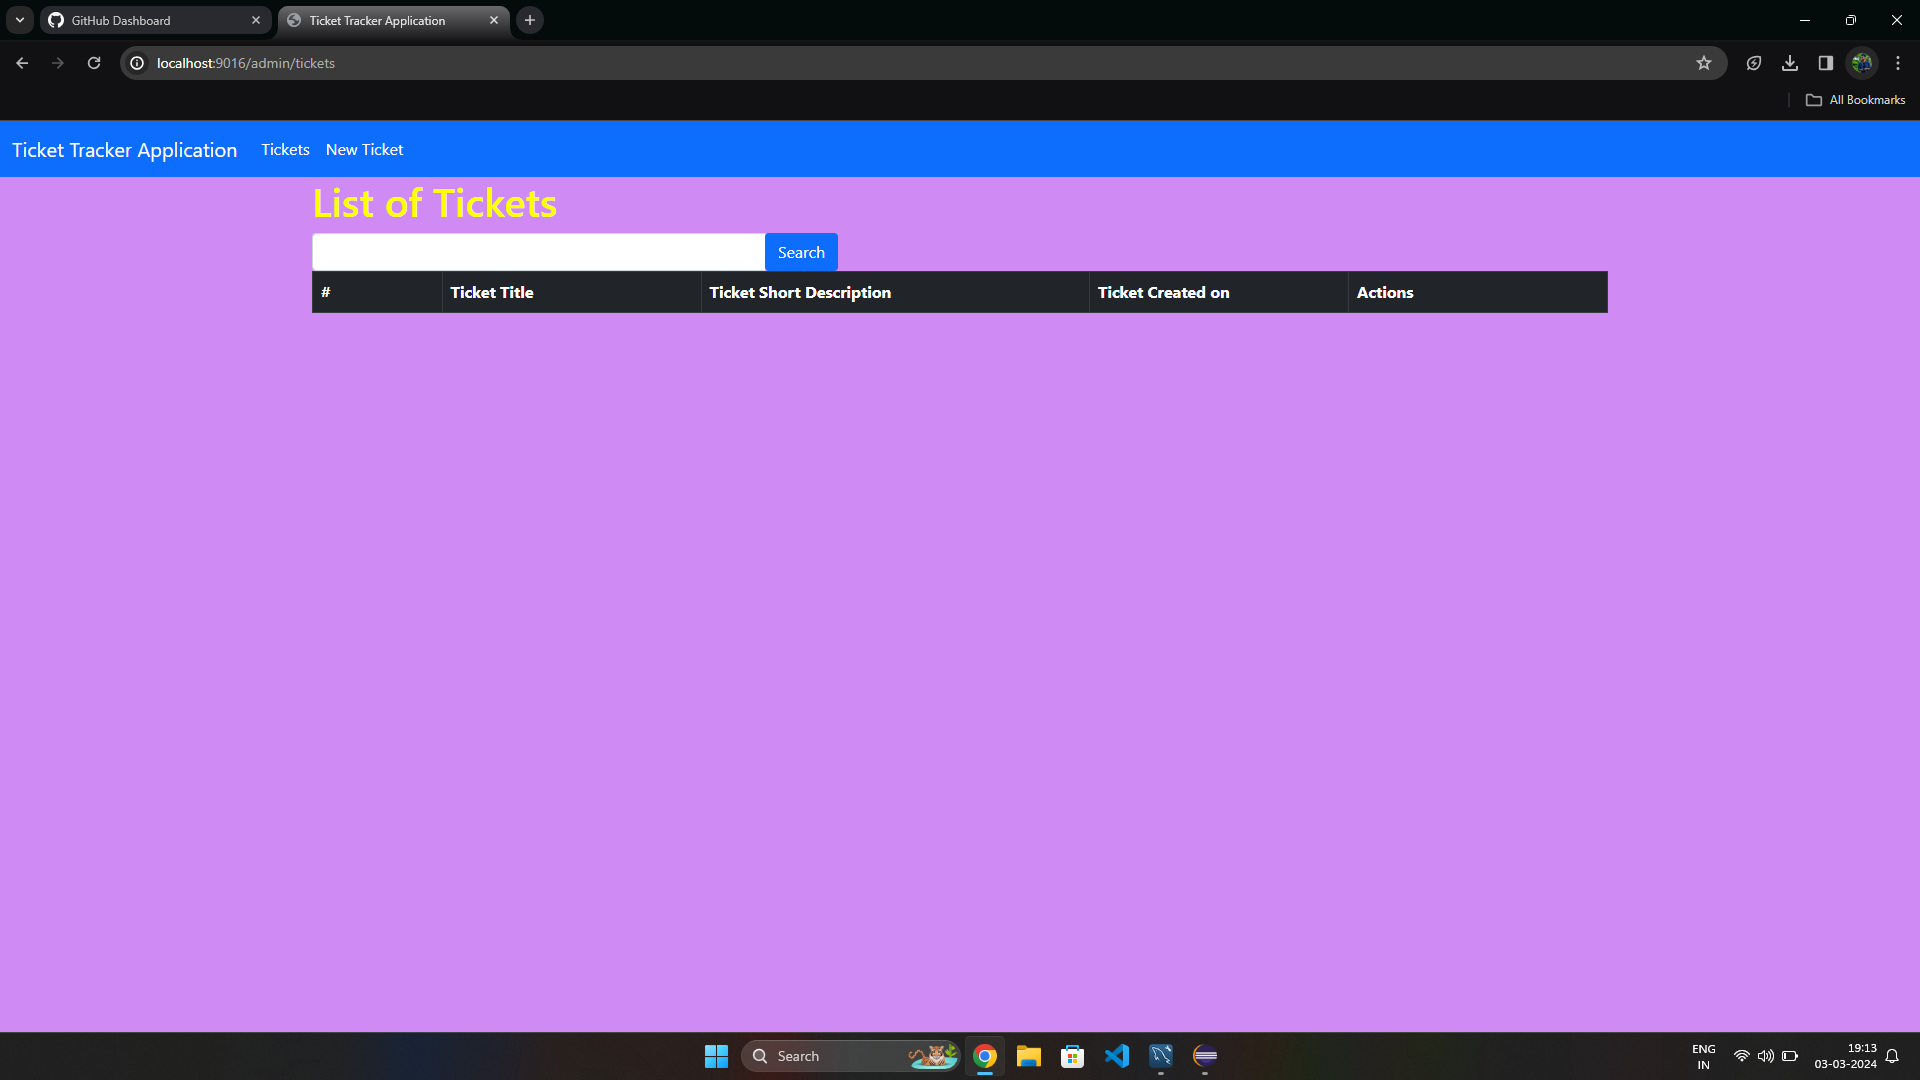 GitHub Dashboard
Ticket Tracker Application
localhost:9016/admin/tickets
All Bookmarks
Ticket Tracker Application Tickets New Ticket
List of Tickets
Search
# Ticket Title Ticket Short Description Ticket Created on Actions
Search
ENG
IN
19:13
03-03-2024